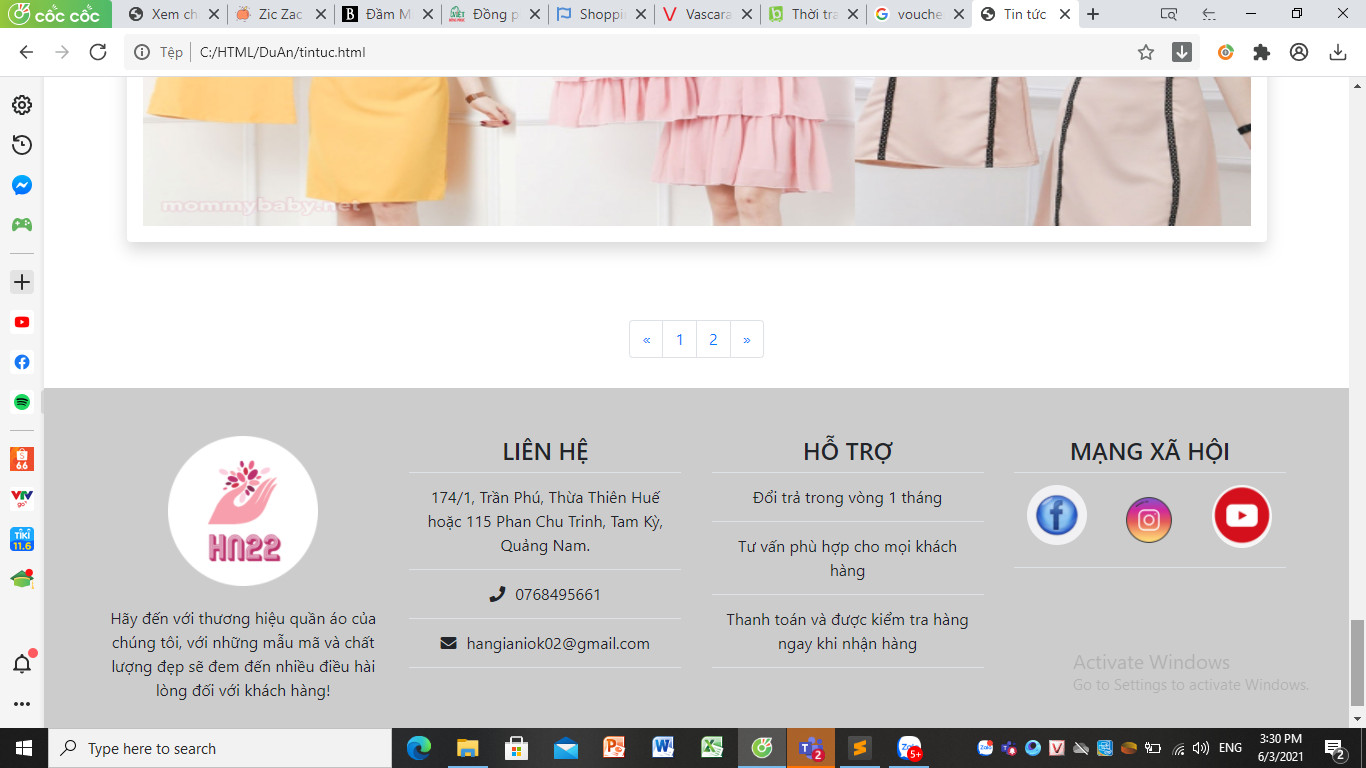 cốc cốc
Xem ch
Zic Zac
Đầm M
Đồng p
Shoppi
Vascara
Thời tra
vouche
Tin tức
Tệp
C:/HTML/DuAn/tintuc.html
mommybaby.net
« 1 2 »
LIÊN HỆ
174/1, Trần Phú, Thừa Thiên Huế
hoặc 115 Phan Chu Trinh, Tam Kỳ,
Quảng Nam.
0768495661
hangianiok02@gmail.com
HỖ TRỢ
Đổi trả trong vòng 1 tháng
Tư vấn phù hợp cho mọi khách
hàng
Thanh toán và được kiểm tra hàng
ngay khi nhận hàng
MẠNG XÃ HỘI
HN22
Hãy đến với thương hiệu quần áo của
chúng tôi, với những mẫu mã và chất
lượng đẹp sẽ đem đến nhiều điều hài
lòng đối với khách hàng!
Activate Windows
Go to Settings to activate Windows.
6.6
VTV
go
TIKI
11.6
Type here to search
2
5+
Zalo
ENG
3:30 PM
6/3/2021
2